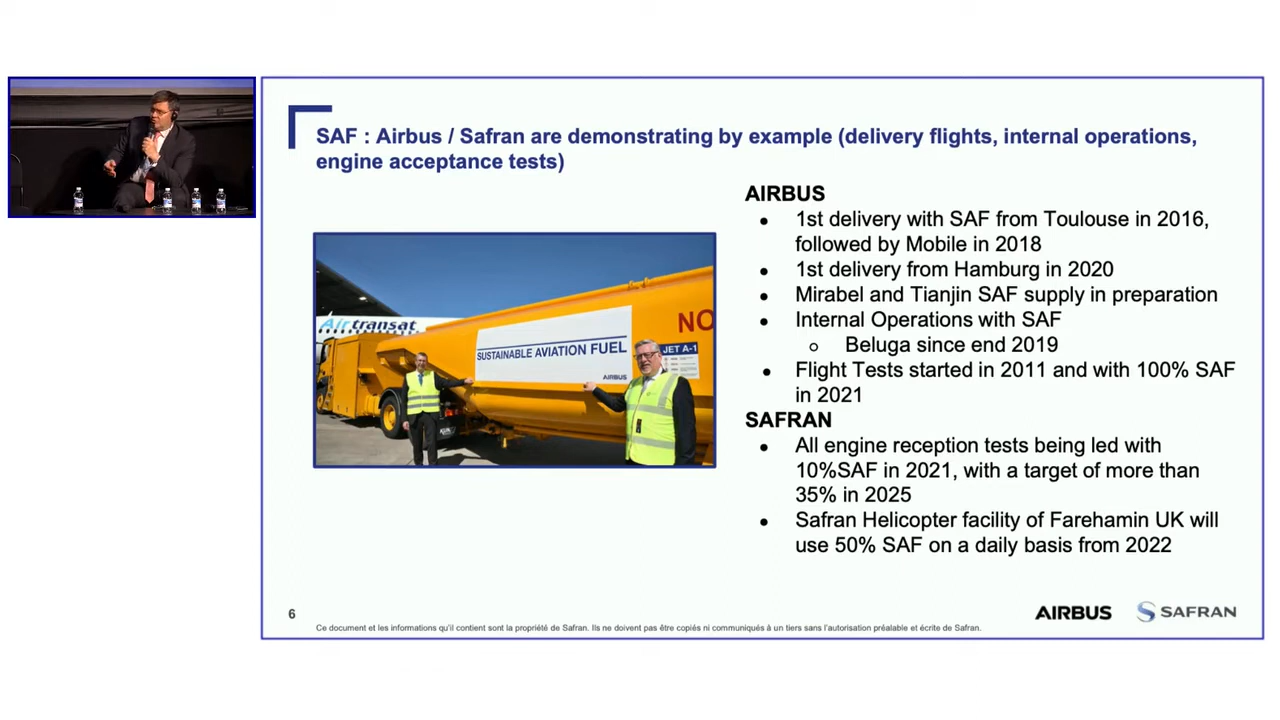 SAF : Airbus / Safran are demonstrating by example (delivery flights, internal operations,
engine acceptance tests)
Airtransat
SUSTAINABLE AVIATION FUEL
AIRBUS
NO
JET A-1
AIRBUS
● 1st delivery with SAF from Toulouse in 2016,
followed by Mobile in 2018
● 1st delivery from Hamburg in 2020
● Mirabel and Tianjin SAF supply in preparation
● Internal Operations with SAF
○ Beluga since end 2019
● Flight Tests started in 2011 and with 100% SAF
in 2021
SAFRAN
● All engine reception tests being led with
10%SAF in 2021, with a target of more than
35% in 2025
● Safran Helicopter facility of Farehamin UK will
use 50% SAF on a daily basis from 2022
6
Ce document et les informations qu'il contient sont la propriété de Safran. Ils ne doivent pas être copiés ni communiqués à un tiers sans l'autorisation préalable et écrite de Safran.
AIRBUS
SAFRAN